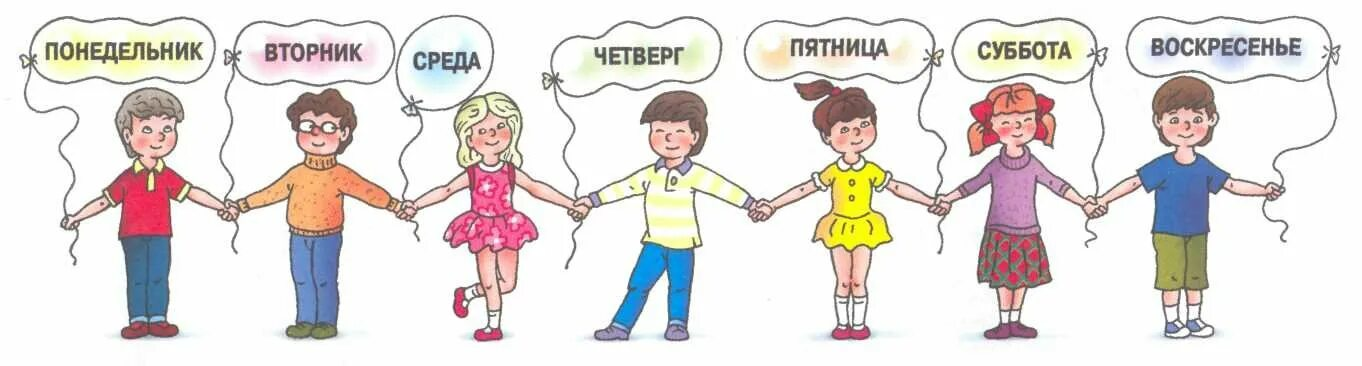 ПОНЕДЕЛЬНИК
ВТОРНИК
СРЕДА
ЧЕТВЕРГ
ПЯТНИЦА
СУББОТА
ВОСКРЕСЕНЬЕ